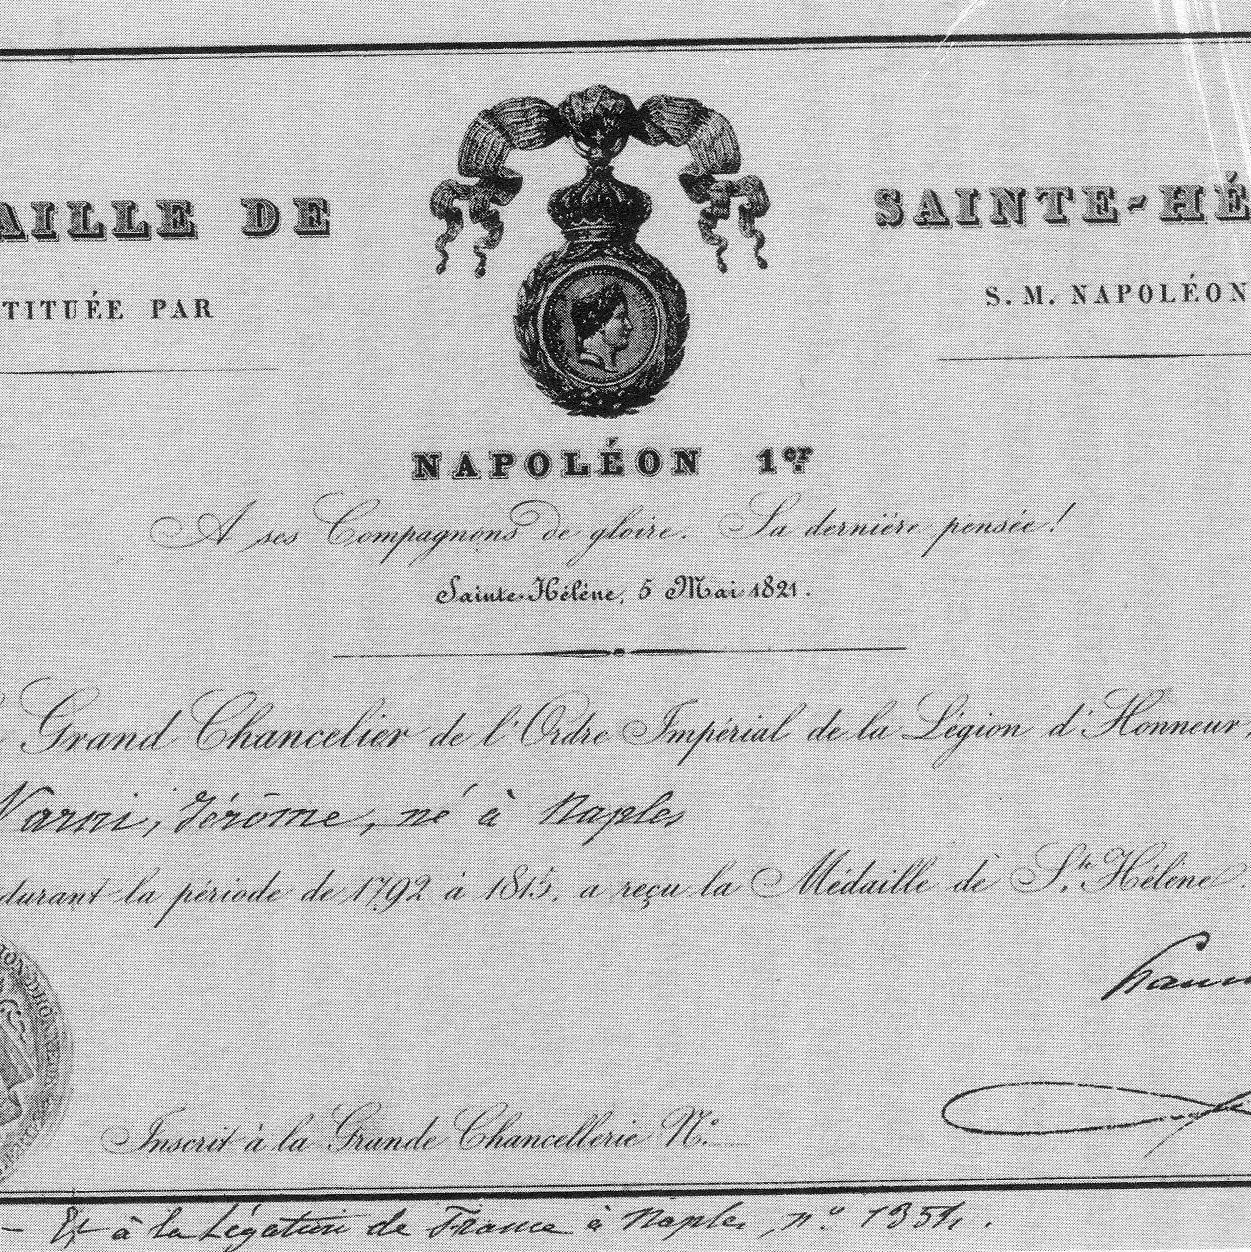 AILLE DE SAINTE-HÉ
TITUÉE PAR S. M. NAPOLÉON
NAPOLÉON 1er.
A ses Compagnons de gloire. Sa dernière pensée!
Sainte-Hélène, 5 Mai 1821.
Grand Chancelier de l'Ordre Impérial de la Légion d'Honneur,
Jérôme, né à Naples
durant la période de 1792 à 1815. a reçu la Médaille de Ste. Hélène.
Inscrit à la Grande Chancellerie N°.
— Et à la Légation de France à Naples, n°